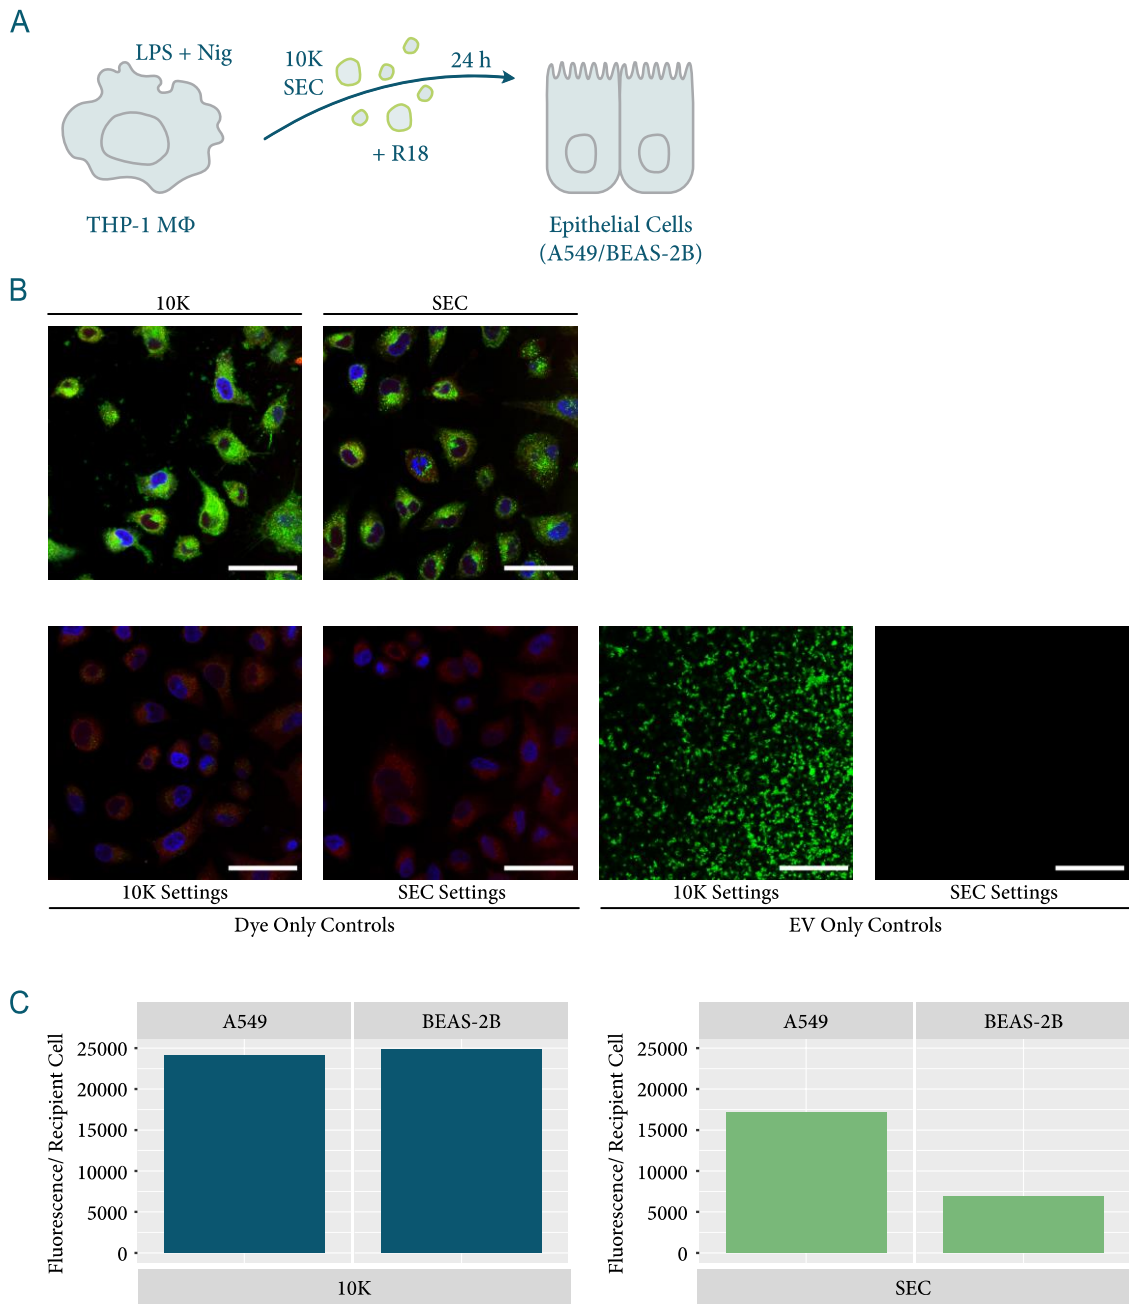 A
LPS + Nig
10K
SEC
24 h
+ R18
THP-1 MΦ
Epithelial Cells
(A549/BEAS-2B)
B
10K
SEC
10K Settings
SEC Settings
10K Settings
SEC Settings
Dye Only Controls
EV Only Controls
C
Fluorescence/ Recipient Cell
A549
BEAS-2B
25000
20000
15000
10000
5000
0
10K
Fluorescence/ Recipient Cell
A549
BEAS-2B
25000
20000
15000
10000
5000
0
SEC